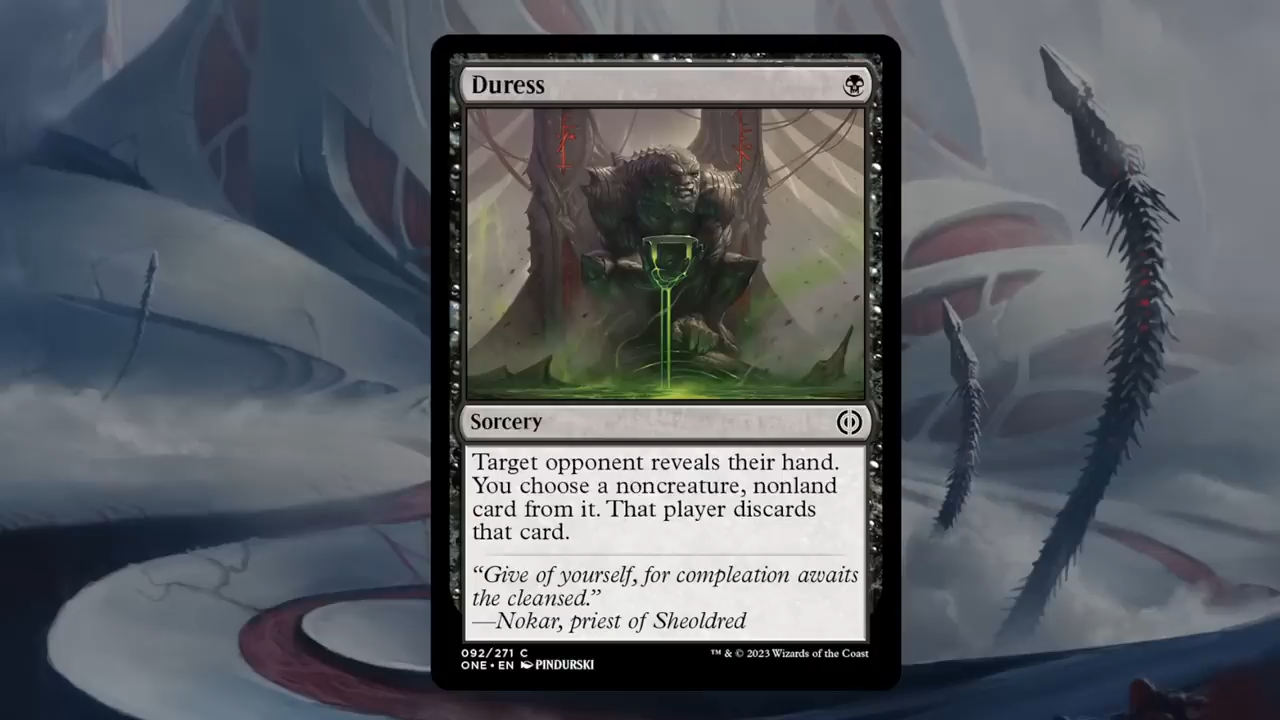 Duress
Sorcery
Target opponent reveals their hand.
You choose a noncreature, nonland
card from it. That player discards
that card.
“Give of yourself, for compleation awaits
the cleansed.”
—Nokar, priest of Sheoldred
092/271 C
ONE • EN PINDURSKI
™ & © 2023 Wizards of the Coast